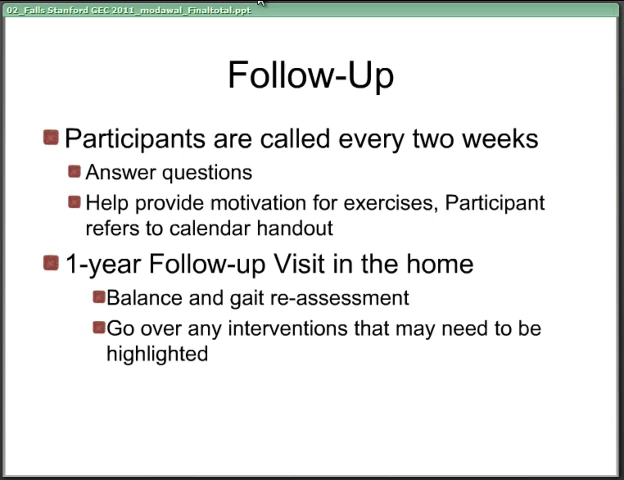 02_Falls Stanford GEC 2011_modawal_Finaltotal.ppt
Follow-Up
Participants are called every two weeks
Answer questions
Help provide motivation for exercises, Participant
refers to calendar handout
1-year Follow-up Visit in the home
Balance and gait re-assessment
Go over any interventions that may need to be
highlighted